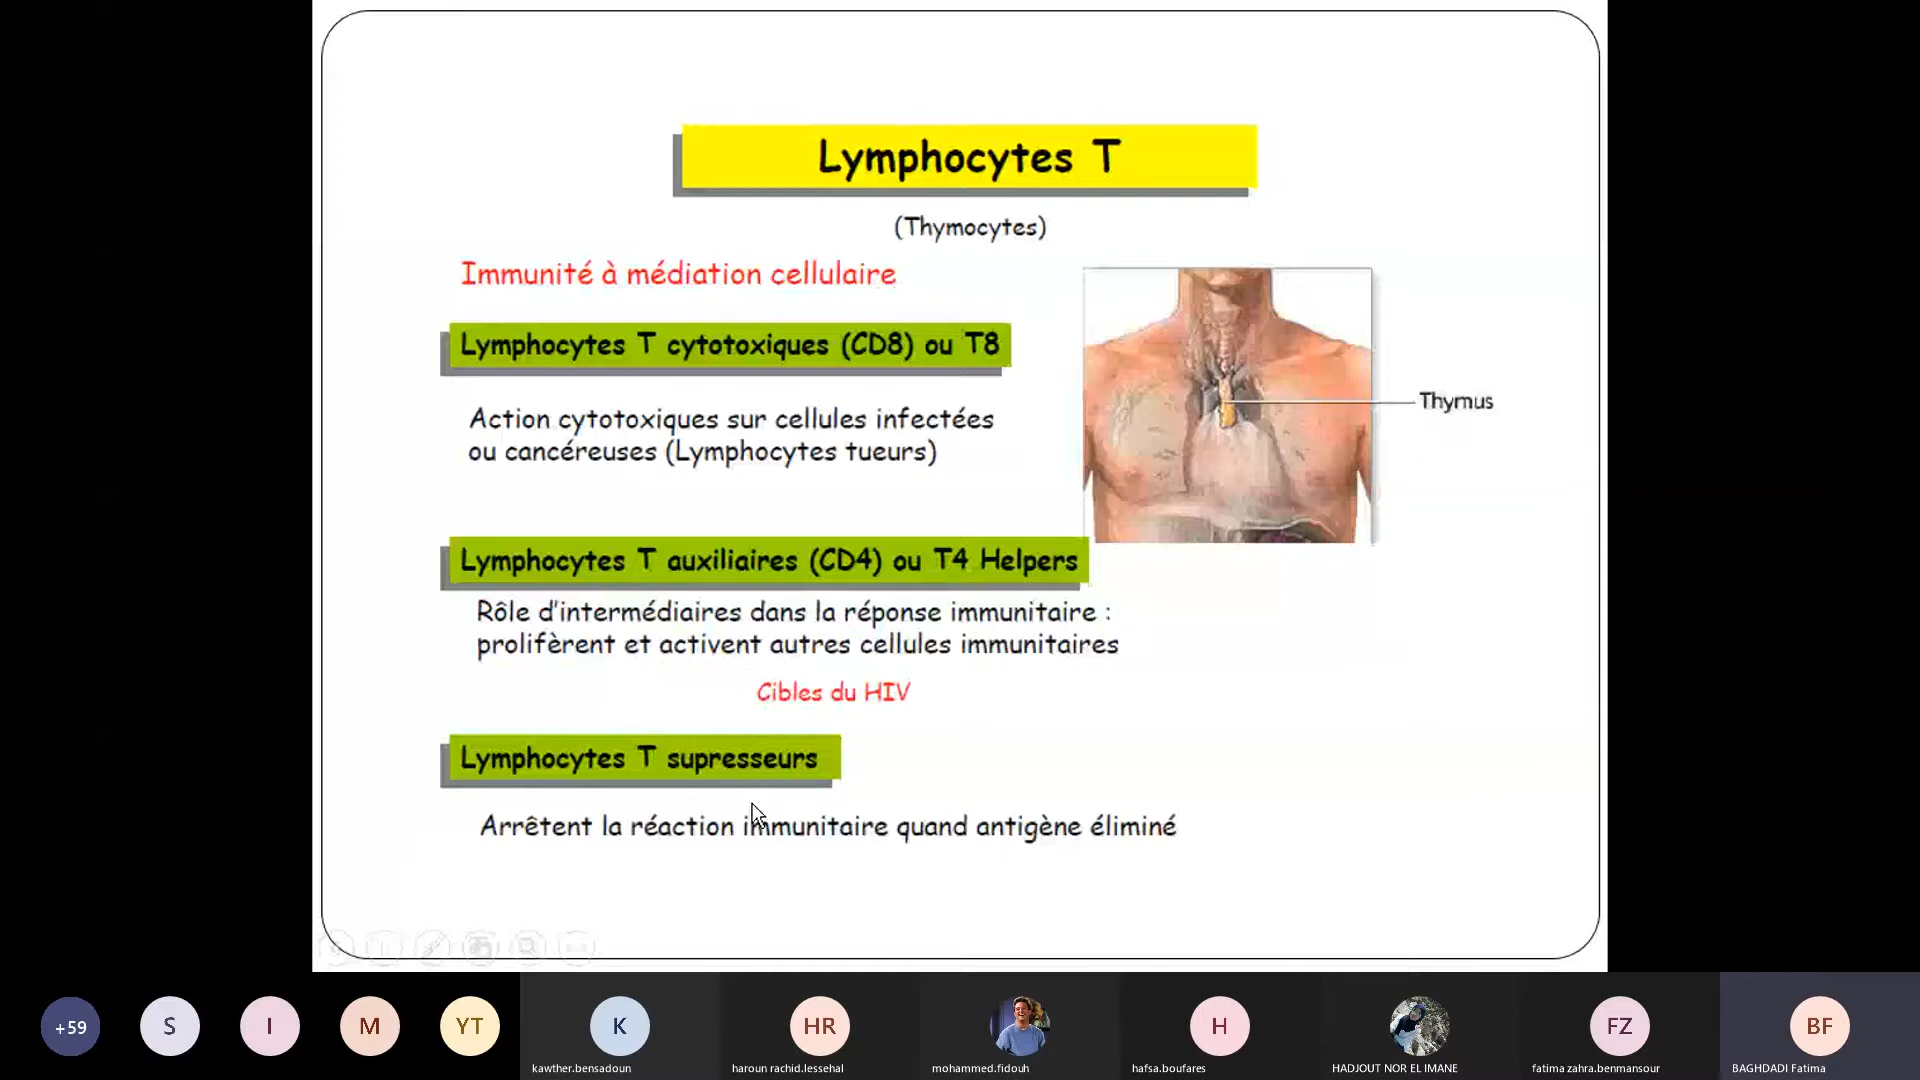 Lymphocytes T
(Thymocytes)
Immunité à médiation cellulaire
Lymphocytes T cytotoxiques (CD8) ou T8
Action cytotoxiques sur cellules infectées
ou cancéreuses (Lymphocytes tueurs)
Thymus
Lymphocytes T auxiliaires (CD4) ou T4 Helpers
Rôle d'intermédiaires dans la réponse immunitaire :
prolifèrent et activent autres cellules immunitaires
Cibles du HIV
Lymphocytes T supresseurs
Arrêtent la réaction immunitaire quand antigène éliminé
+59 S I M YT K HR H FZ BF
kawther.bensadoun haroun rachid.lessehal mohammed.fidouh hafsa.boufares HADJOUT NOR EL IMANE fatima zahra.benmansour BAGHDADI Fatima